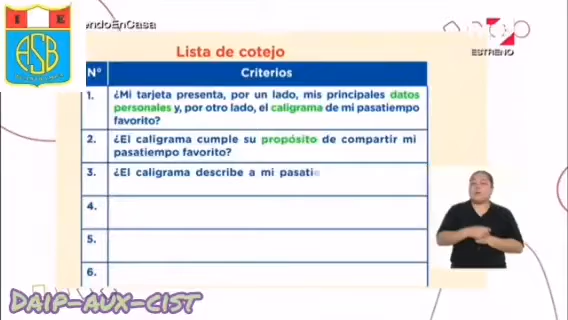 I E
ASB
endoEnCasa
ESTRENO
Lista de cotejo
N° Criterios
1. ¿Mi tarjeta presenta, por un lado, mis principales datos
personales y, por otro lado, el caligrama de mi pasatiempo
favorito?
2. ¿El caligrama cumple su propósito de compartir mi
pasatiempo favorito?
3. ¿El caligrama describe a mi pasatie
4.
5.
6.
DAIP-AUX-CIST